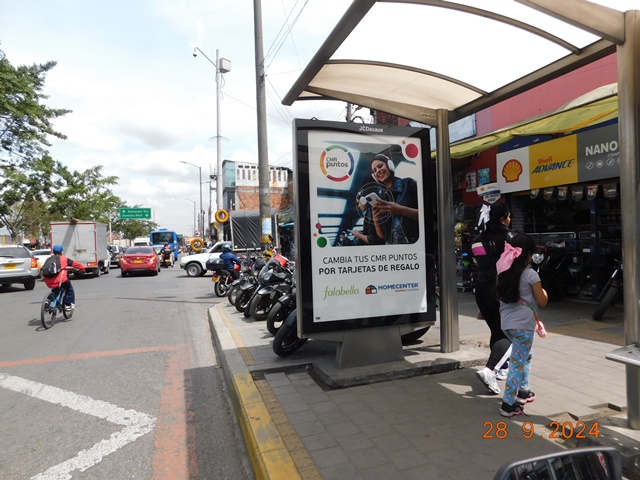 JCDecaux
CMR
puntos
CAMBIA TUS CMR PUNTOS
POR TARJETAS DE REGALO
falabella.
HOMECENTER
Shell
ADVANCE
NANO
28 9 2024